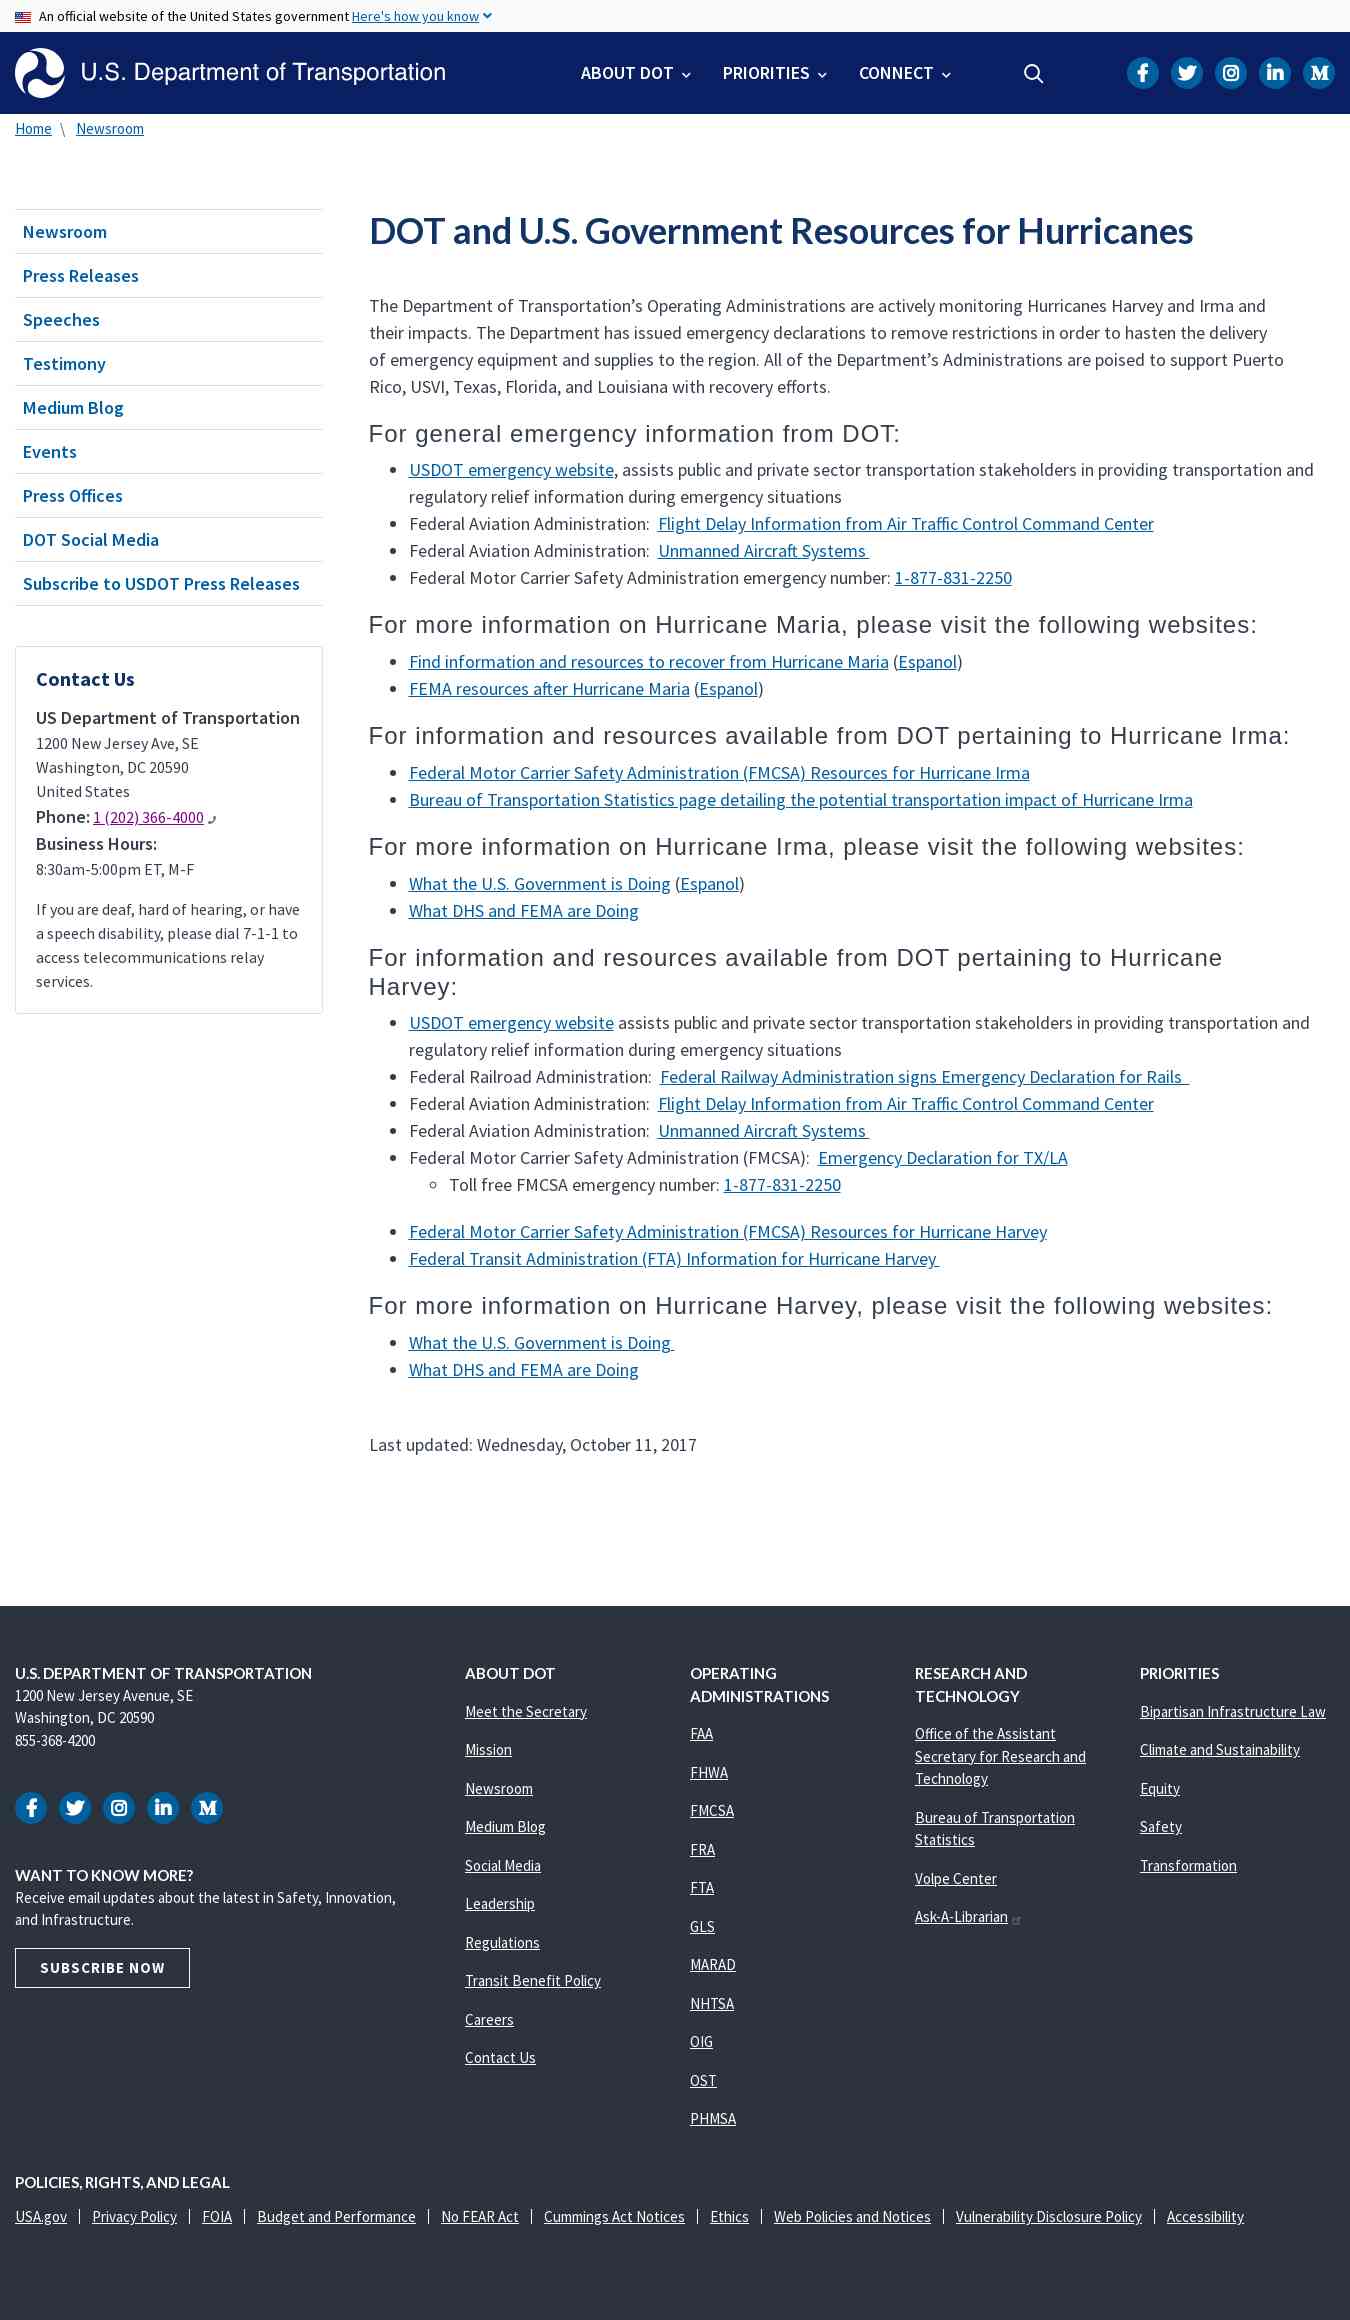 An official website of the United States government Here's how you know
U.S. Department of Transportation
ABOUT DOT
PRIORITIES
CONNECT
Home \ Newsroom
Newsroom
Press Releases
Speeches
Testimony
Medium Blog
Events
Press Offices
DOT Social Media
Subscribe to USDOT Press Releases
Contact Us
US Department of Transportation
1200 New Jersey Ave, SE
Washington, DC 20590
United States
Phone: 1 (202) 366-4000
Business Hours:
8:30am-5:00pm ET, M-F
If you are deaf, hard of hearing, or have
a speech disability, please dial 7-1-1 to
access telecommunications relay
services.
DOT and U.S. Government Resources for Hurricanes
The Department of Transportation’s Operating Administrations are actively monitoring Hurricanes Harvey and Irma and
their impacts. The Department has issued emergency declarations to remove restrictions in order to hasten the delivery
of emergency equipment and supplies to the region. All of the Department’s Administrations are poised to support Puerto
Rico, USVI, Texas, Florida, and Louisiana with recovery efforts.
For general emergency information from DOT:
• USDOT emergency website, assists public and private sector transportation stakeholders in providing transportation and
regulatory relief information during emergency situations
• Federal Aviation Administration: Flight Delay Information from Air Traffic Control Command Center
• Federal Aviation Administration: Unmanned Aircraft Systems
• Federal Motor Carrier Safety Administration emergency number: 1-877-831-2250
For more information on Hurricane Maria, please visit the following websites:
• Find information and resources to recover from Hurricane Maria (Espanol)
• FEMA resources after Hurricane Maria (Espanol)
For information and resources available from DOT pertaining to Hurricane Irma:
• Federal Motor Carrier Safety Administration (FMCSA) Resources for Hurricane Irma
• Bureau of Transportation Statistics page detailing the potential transportation impact of Hurricane Irma
For more information on Hurricane Irma, please visit the following websites:
• What the U.S. Government is Doing (Espanol)
• What DHS and FEMA are Doing
For information and resources available from DOT pertaining to Hurricane
Harvey:
• USDOT emergency website assists public and private sector transportation stakeholders in providing transportation and
regulatory relief information during emergency situations
• Federal Railroad Administration: Federal Railway Administration signs Emergency Declaration for Rails
• Federal Aviation Administration: Flight Delay Information from Air Traffic Control Command Center
• Federal Aviation Administration: Unmanned Aircraft Systems
• Federal Motor Carrier Safety Administration (FMCSA): Emergency Declaration for TX/LA
◦ Toll free FMCSA emergency number: 1-877-831-2250
• Federal Motor Carrier Safety Administration (FMCSA) Resources for Hurricane Harvey
• Federal Transit Administration (FTA) Information for Hurricane Harvey
For more information on Hurricane Harvey, please visit the following websites:
• What the U.S. Government is Doing
• What DHS and FEMA are Doing
Last updated: Wednesday, October 11, 2017
U.S. DEPARTMENT OF TRANSPORTATION
1200 New Jersey Avenue, SE
Washington, DC 20590
855-368-4200
WANT TO KNOW MORE?
Receive email updates about the latest in Safety, Innovation,
and Infrastructure.
SUBSCRIBE NOW
ABOUT DOT
Meet the Secretary
Mission
Newsroom
Medium Blog
Social Media
Leadership
Regulations
Transit Benefit Policy
Careers
Contact Us
OPERATING
ADMINISTRATIONS
FAA
FHWA
FMCSA
FRA
FTA
GLS
MARAD
NHTSA
OIG
OST
PHMSA
RESEARCH AND
TECHNOLOGY
Office of the Assistant
Secretary for Research and
Technology
Bureau of Transportation
Statistics
Volpe Center
Ask-A-Librarian
PRIORITIES
Bipartisan Infrastructure Law
Climate and Sustainability
Equity
Safety
Transformation
POLICIES, RIGHTS, AND LEGAL
USA.gov | Privacy Policy | FOIA | Budget and Performance | No FEAR Act | Cummings Act Notices | Ethics | Web Policies and Notices | Vulnerability Disclosure Policy | Accessibility